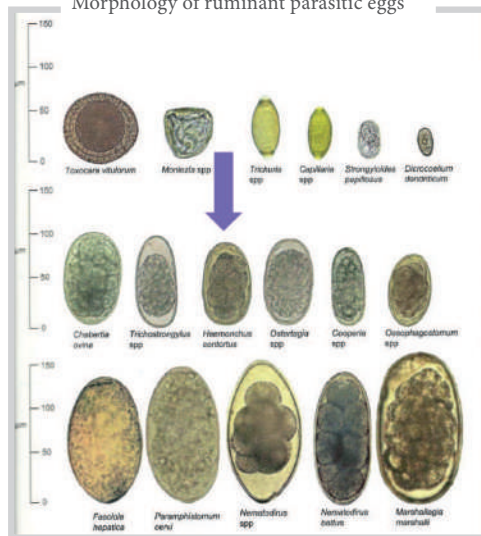 Morphology of ruminant parasitic eggs
150
100
50
0
µm
Toxocara vitulorum
Moniezia spp
Trichuris
spp
Capillaria
spp
Strongyloides
papillosus
Dicrocoelium
dendriticum
150
100
50
0
Chabertia
ovina
Trichostrongylus
spp
Haemonchus
contortus
Ostertagia
spp
Cooperia
spp
Oesophagostomum
spp
150
100
50
0
µm
Fasciola
hepatica
Paramphistomum
cervi
Nematodirus
spp
Nematodirus
battus
Marshallagia
marshalli